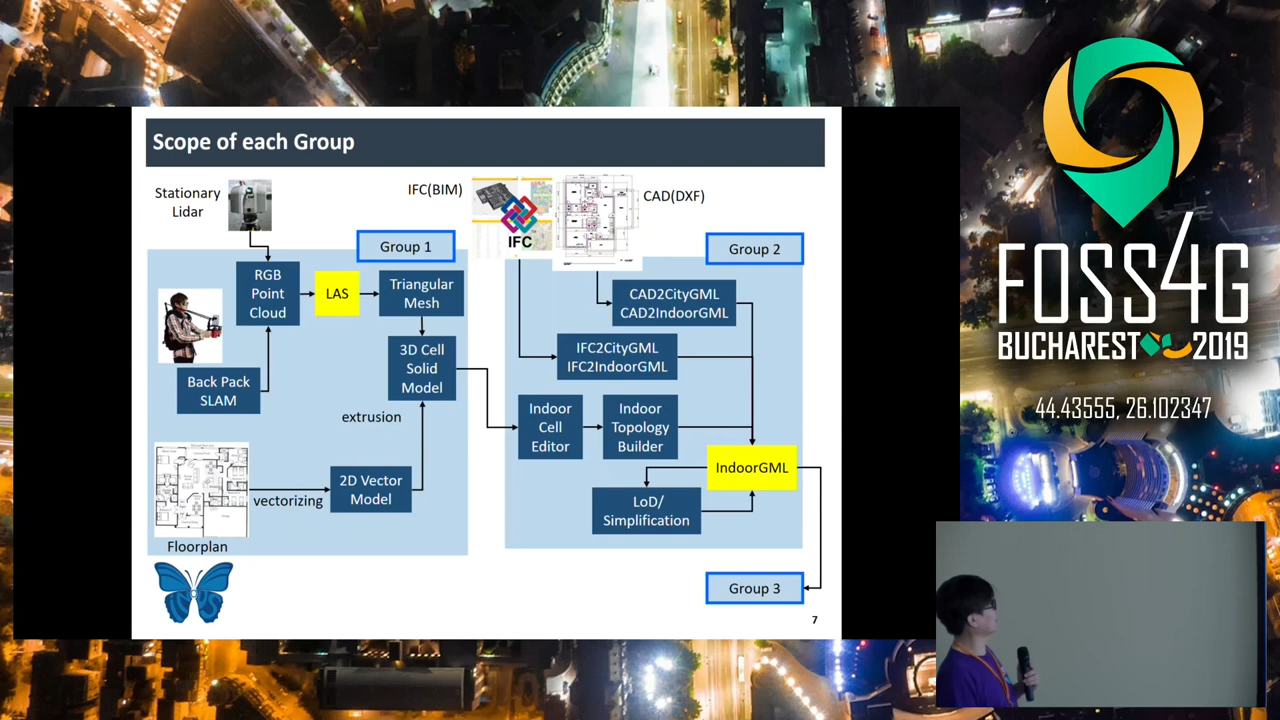 Scope of each Group
Stationary
Lidar
IFC(BIM)
IFC
CAD(DXF)
Group 1
Group 2
RGB
Point
Cloud
LAS
Triangular
Mesh
CAD2CityGML
CAD2IndoorGML
3D Cell
Solid
Model
IFC2CityGML
IFC2IndoorGML
Back Pack
SLAM
extrusion
Indoor
Cell
Editor
Indoor
Topology
Builder
IndoorGML
vectorizing
2D Vector
Model
LoD/
Simplification
Floorplan
Group 3
7
FOSS4G
BUCHAREST 2019
44.43555, 26.102347